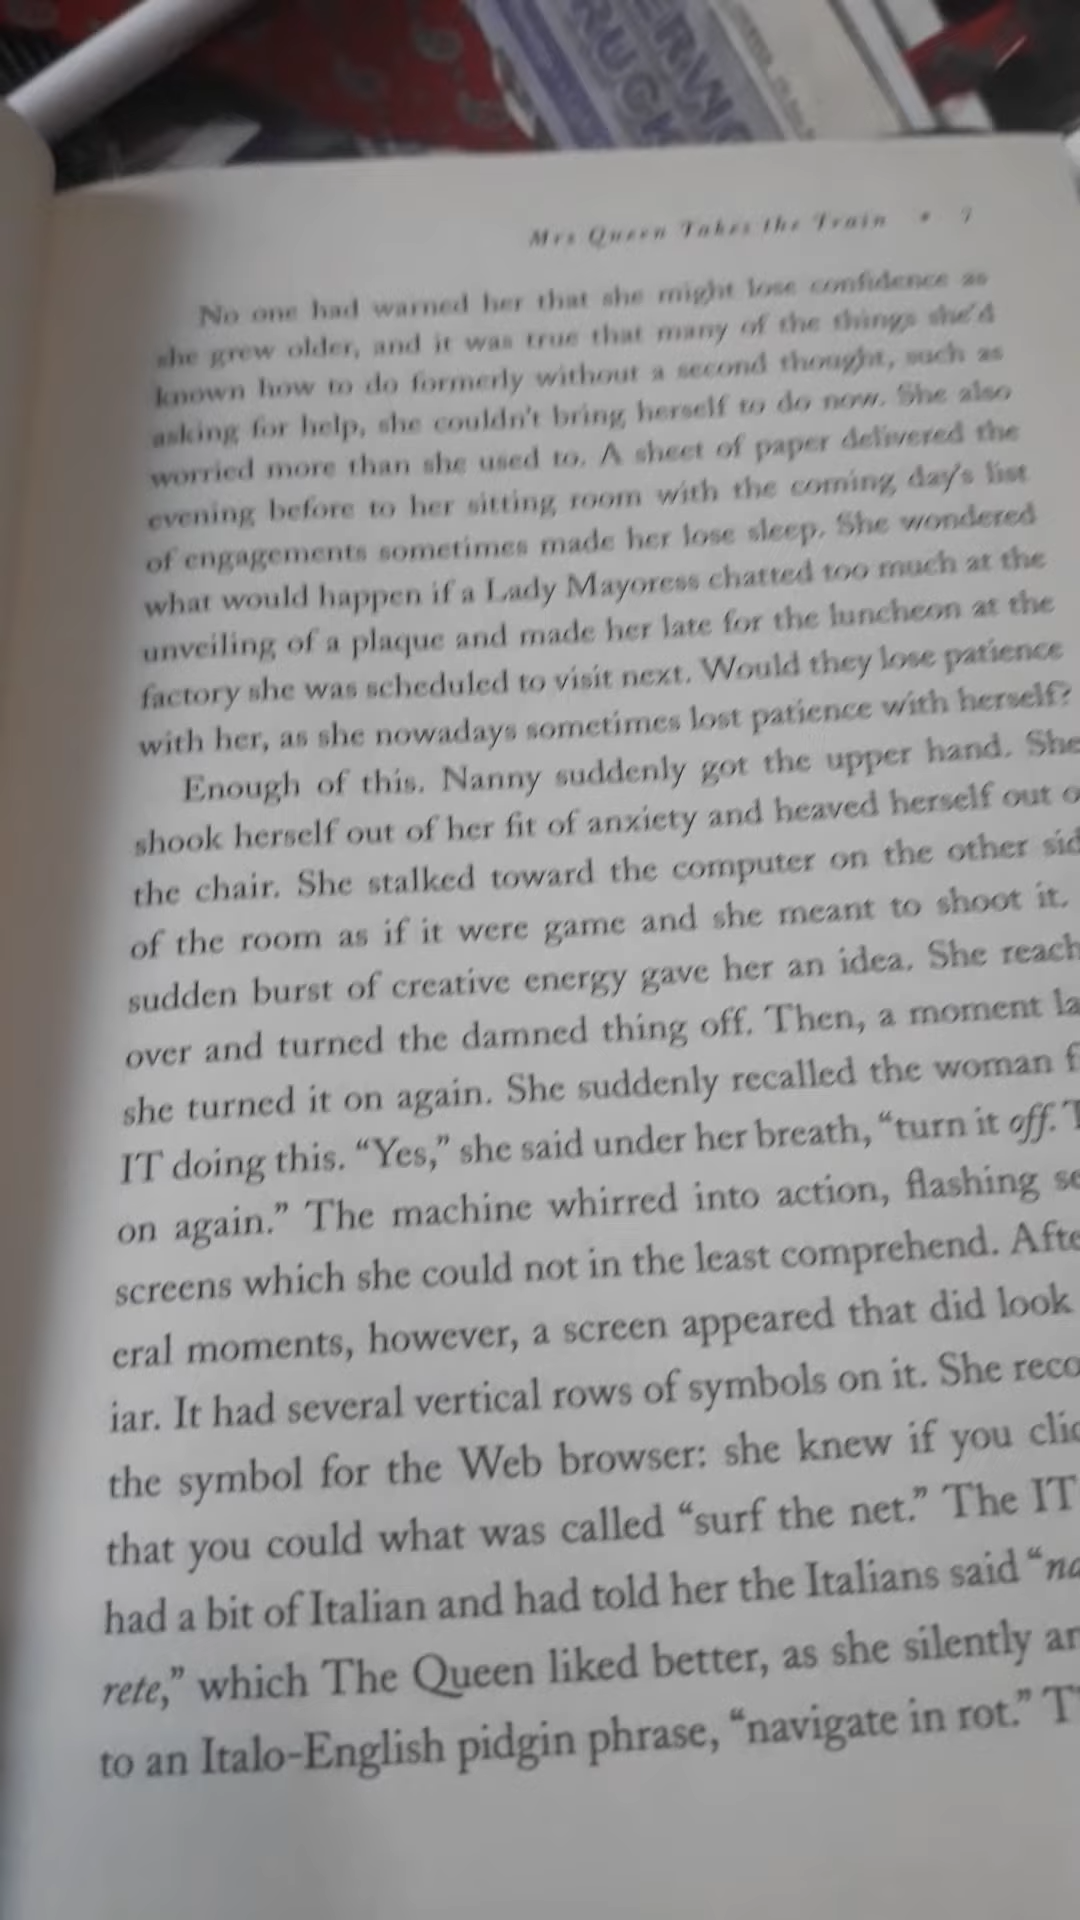 ERVING
RUCK
Mrs Queen Takes the Train • 7
No one had warned her that she might lose confidence as
she grew older, and it was true that many of the things she'd
known how to do formerly without a second thought, such as
asking for help, she couldn't bring herself to do now. She also
worried more than she used to. A sheet of paper delivered the
evening before to her sitting room with the coming day's list
of engagements sometimes made her lose sleep. She wondered
what would happen if a Lady Mayoress chatted too much at the
unveiling of a plaque and made her late for the luncheon at the
factory she was scheduled to visit next. Would they lose patience
with her, as she nowadays sometimes lost patience with herself?
Enough of this. Nanny suddenly got the upper hand. She
shook herself out of her fit of anxiety and heaved herself out o
the chair. She stalked toward the computer on the other sid
of the room as if it were game and she meant to shoot it.
sudden burst of creative energy gave her an idea. She reach
over and turned the damned thing off. Then, a moment la
she turned it on again. She suddenly recalled the woman f
IT doing this. “Yes,” she said under her breath, “turn it off. T
on again.” The machine whirred into action, flashing se
screens which she could not in the least comprehend. Afte
eral moments, however, a screen appeared that did look
iar. It had several vertical rows of symbols on it. She reco
the symbol for the Web browser: she knew if you clic
that you could what was called “surf the net.” The IT
had a bit of Italian and had told her the Italians said “na
rete,” which The Queen liked better, as she silently an
to an Italo-English pidgin phrase, “navigate in rot.” T